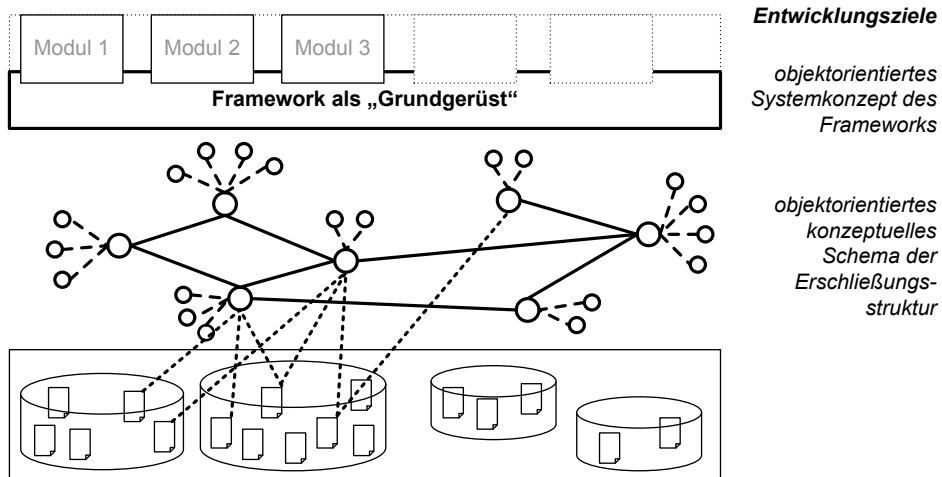 Entwicklungsziele
Modul 1
Modul 2
Modul 3
Framework als „Grundgerüst“
objektorientiertes
Systemkonzept des
Frameworks
objektorientiertes
konzeptuelles
Schema der
Erschließungs-
struktur